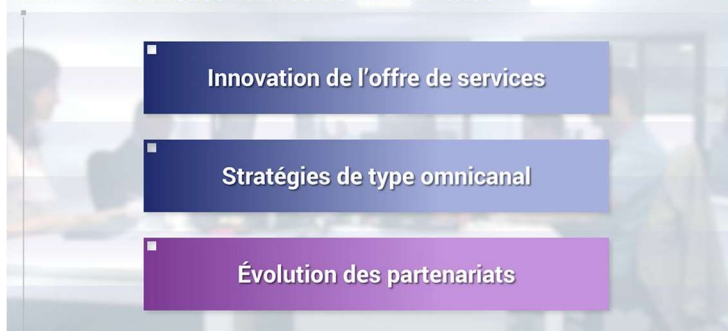 Innovation de l’offre de services
Stratégies de type omnicanal
Évolution des partenariats